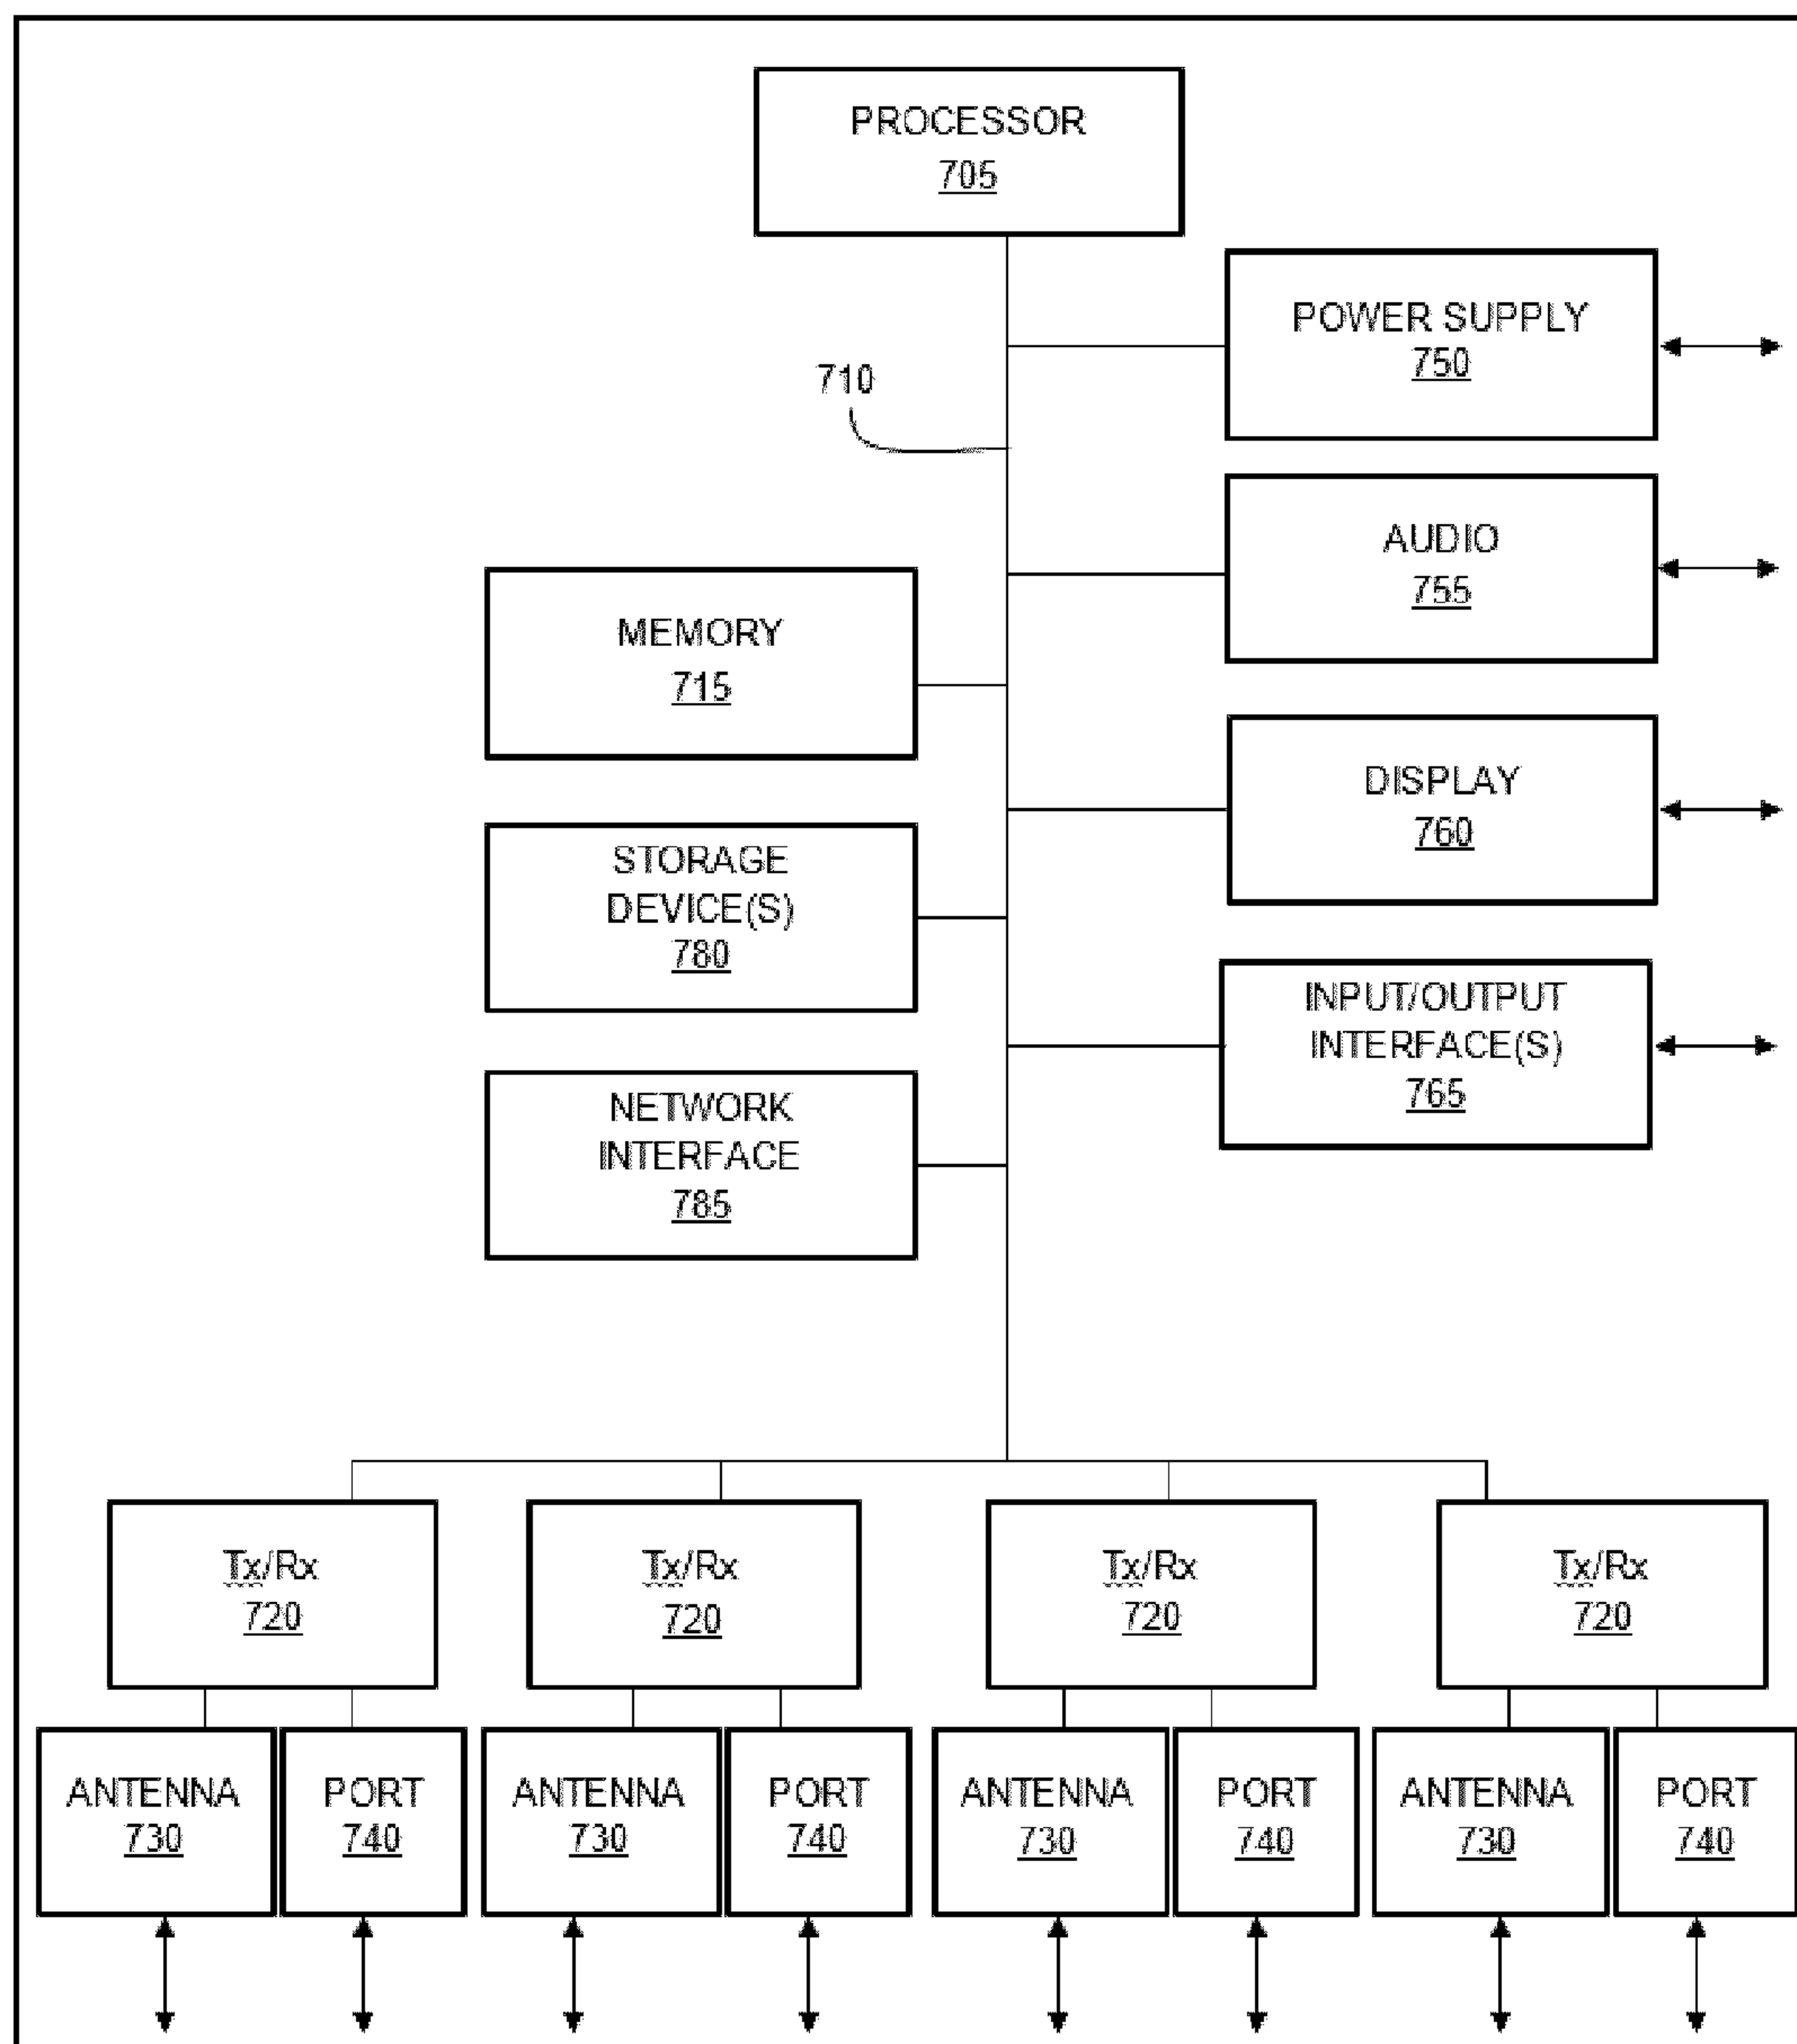 PROCESSOR
705
POWER SUPPLY
750
710
AUDIO
755
MEMORY
715
DISPLAY
760
STORAGE
DEVICE(S)
780
INPUT/OUTPUT
INTERFACE(S)
765
NETWORK
INTERFACE
785
Tx/Rx
720
Tx/Rx
720
Tx/Rx
720
Tx/Rx
720
ANTENNA
730
PORT
740
ANTENNA
730
PORT
740
ANTENNA
730
PORT
740
ANTENNA
730
PORT
740